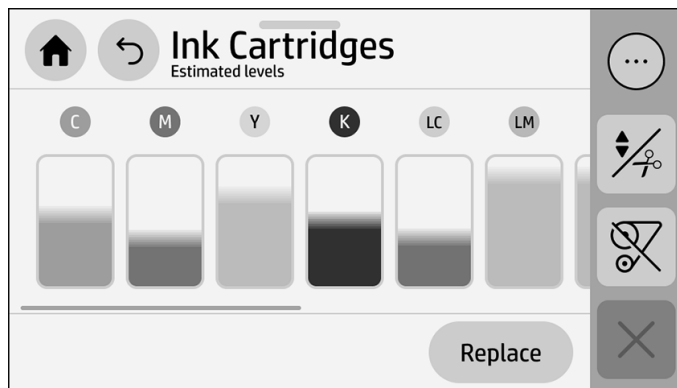 Ink Cartridges
Estimated levels
C M Y K LC LM
Replace